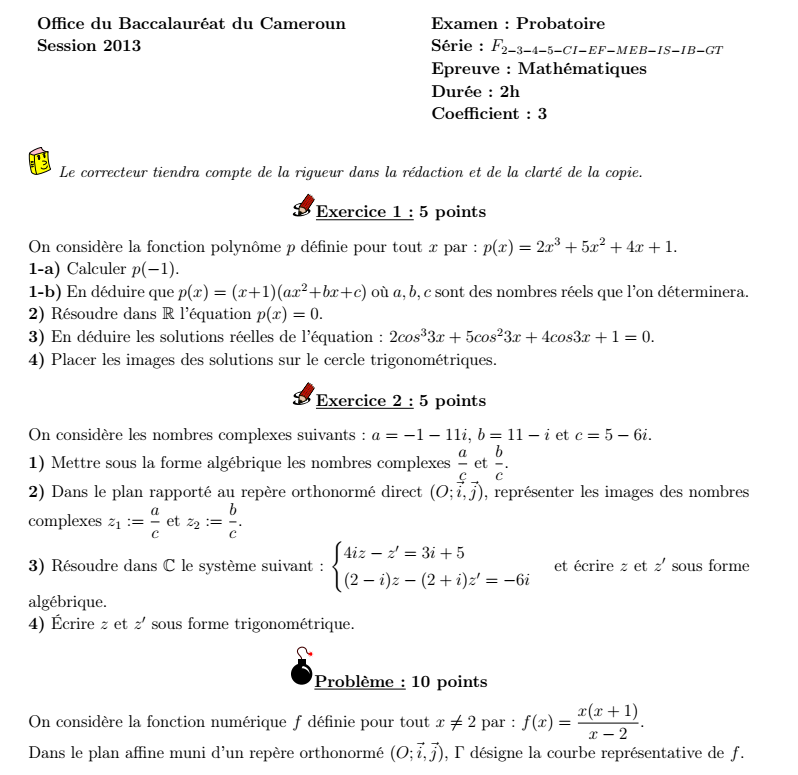 Office du Baccalauréat du Cameroun
Session 2013
Examen : Probatoire
Série : F₂₋₃₋₄₋₅₋CI₋EF₋MEB₋IS₋IB₋GT
Epreuve : Mathématiques
Durée : 2h
Coefficient : 3
Le correcteur tiendra compte de la rigueur dans la rédaction et de la clarté de la copie.
Exercice 1 : 5 points
On considère la fonction polynôme p définie pour tout x par : p(x) = 2x³ + 5x² + 4x + 1.
1-a) Calculer p(−1).
1-b) En déduire que p(x) = (x+1)(ax²+bx+c) où a, b, c sont des nombres réels que l'on déterminera.
2) Résoudre dans ℝ l'équation p(x) = 0.
3) En déduire les solutions réelles de l'équation : 2cos³3x + 5cos²3x + 4cos3x + 1 = 0.
4) Placer les images des solutions sur le cercle trigonométriques.
Exercice 2 : 5 points
On considère les nombres complexes suivants : a = −1 − 11i, b = 11 − i et c = 5 − 6i.
1) Mettre sous la forme algébrique les nombres complexes a/c et b/c.
2) Dans le plan rapporté au repère orthonormé direct (O; i⃗, j⃗), représenter les images des nombres
complexes z₁ := a/c et z₂ := b/c.
3) Résoudre dans ℂ le système suivant : { 4iz − z′ = 3i + 5
(2 − i)z − (2 + i)z′ = −6i et écrire z et z′ sous forme
algébrique.
4) Écrire z et z′ sous forme trigonométrique.
Problème : 10 points
On considère la fonction numérique f définie pour tout x ≠ 2 par : f(x) = x(x + 1)/(x − 2).
Dans le plan affine muni d'un repère orthonormé (O; i⃗, j⃗), Γ désigne la courbe représentative de f.